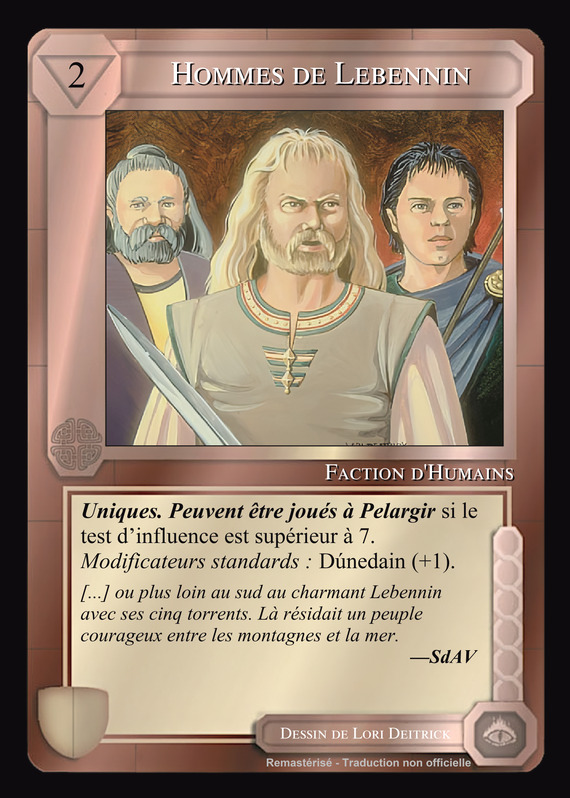 2
Hommes de Lebennin
Faction d'Humains
Uniques. Peuvent être joués à Pelargir si le
test d'influence est supérieur à 7.
Modificateurs standards : Dúnedain (+1).
[...] ou plus loin au sud au charmant Lebennin
avec ses cinq torrents. Là résidait un peuple
courageux entre les montagnes et la mer.
—SdAV
Dessin de Lori Deitrick
Remastérisé - Traduction non officielle